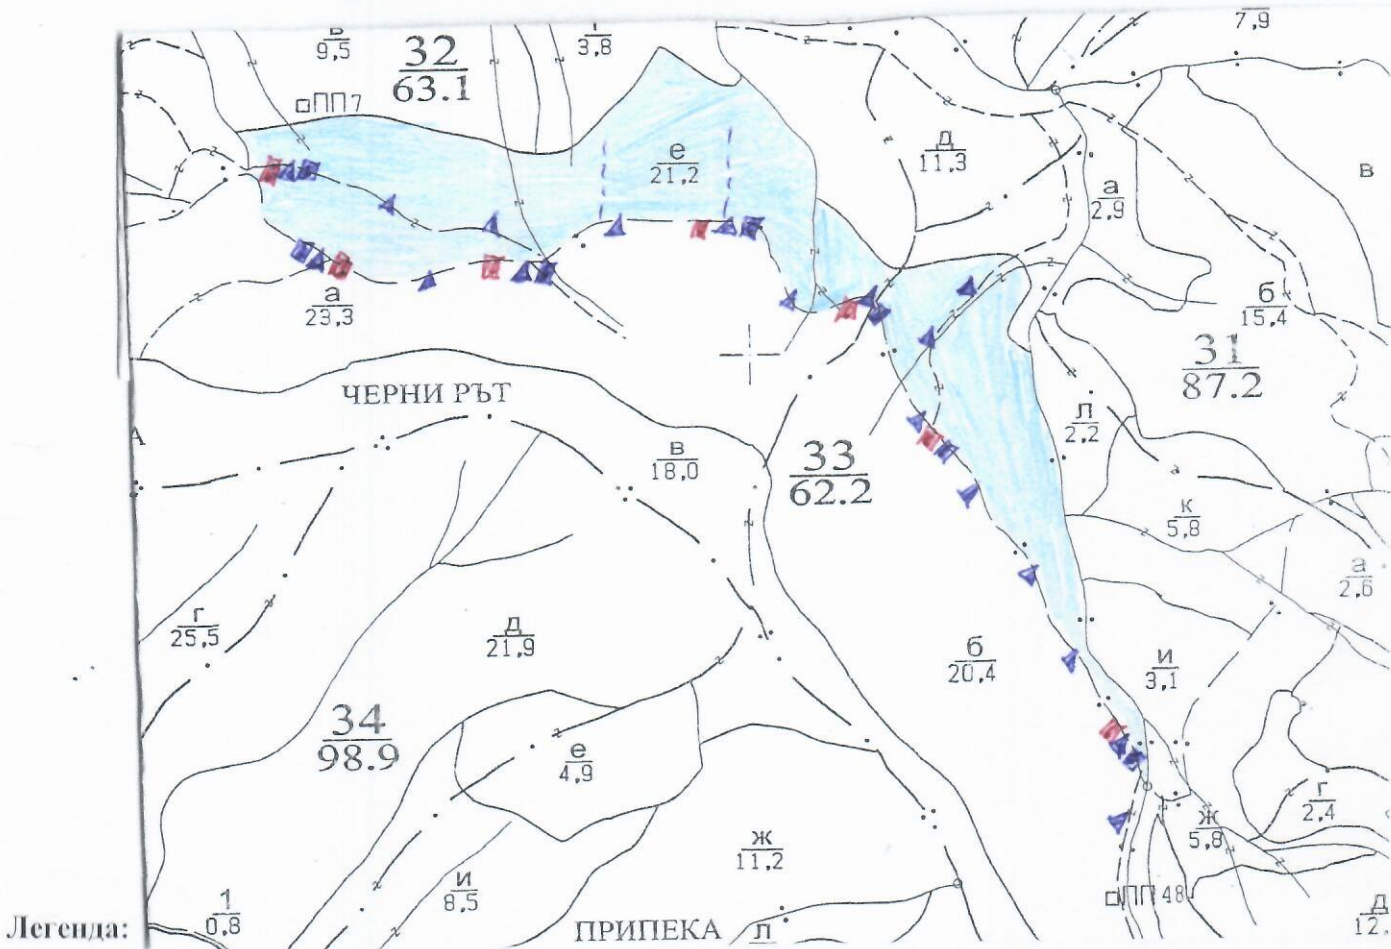 7,9
в
9,5
32
63.1
3,8
ПП7
е
21,2
д
11,3
а
2,9
в
б
15,4
а
23,3
31
87.2
ЧЕРНИ РЪТ
л
2,2
в
18,0
33
62.2
к
5,8
а
2,6
г
25,5
д
21,9
б
20,4
и
3,1
34
98.9
е
4,9
г
2,4
ж
5,8
ж
11,2
и
8,5
1
0,8
ПП 48
д
12,
Легенда:
ПРИПЕКА
л